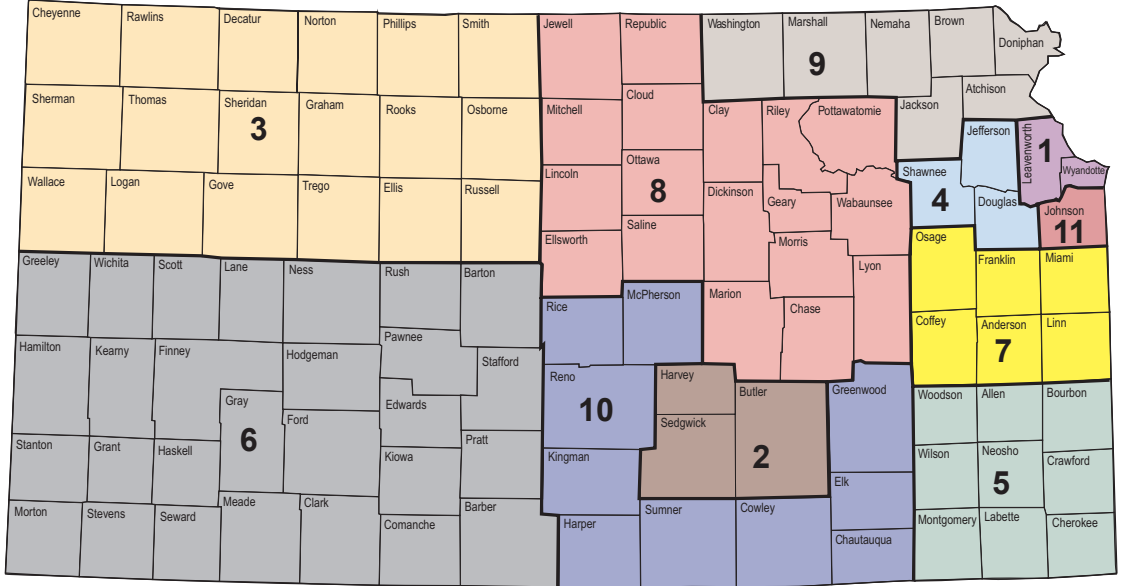 Cheyenne
Rawlins
Decatur
Norton
Phillips
Smith
Jewell
Republic
Washington
Marshall
Nemaha
Brown
Doniphan
9
Sherman
Thomas
Sheridan
Graham
Rooks
Osborne
Mitchell
Cloud
Clay
Riley
Pottawatomie
Jackson
Atchison
3
Jefferson
Leavenworth
1
Wyandotte
Wallace
Logan
Gove
Trego
Ellis
Russell
Lincoln
Ottawa
8
Dickinson
Geary
Wabaunsee
Shawnee
4
Douglas
Johnson
11
Ellsworth
Saline
Morris
Lyon
Osage
Franklin
Miami
Greeley
Wichita
Scott
Lane
Ness
Rush
Barton
Rice
McPherson
Marion
Chase
Coffey
Anderson
Linn
7
Hamilton
Kearny
Finney
Hodgeman
Pawnee
Stafford
Reno
10
Harvey
Butler
Greenwood
Woodson
Allen
Bourbon
Gray
6
Ford
Edwards
Sedgwick
2
Stanton
Grant
Haskell
Kiowa
Pratt
Kingman
Elk
Wilson
Neosho
5
Crawford
Morton
Stevens
Seward
Meade
Clark
Comanche
Barber
Harper
Sumner
Cowley
Chautauqua
Montgomery
Labette
Cherokee